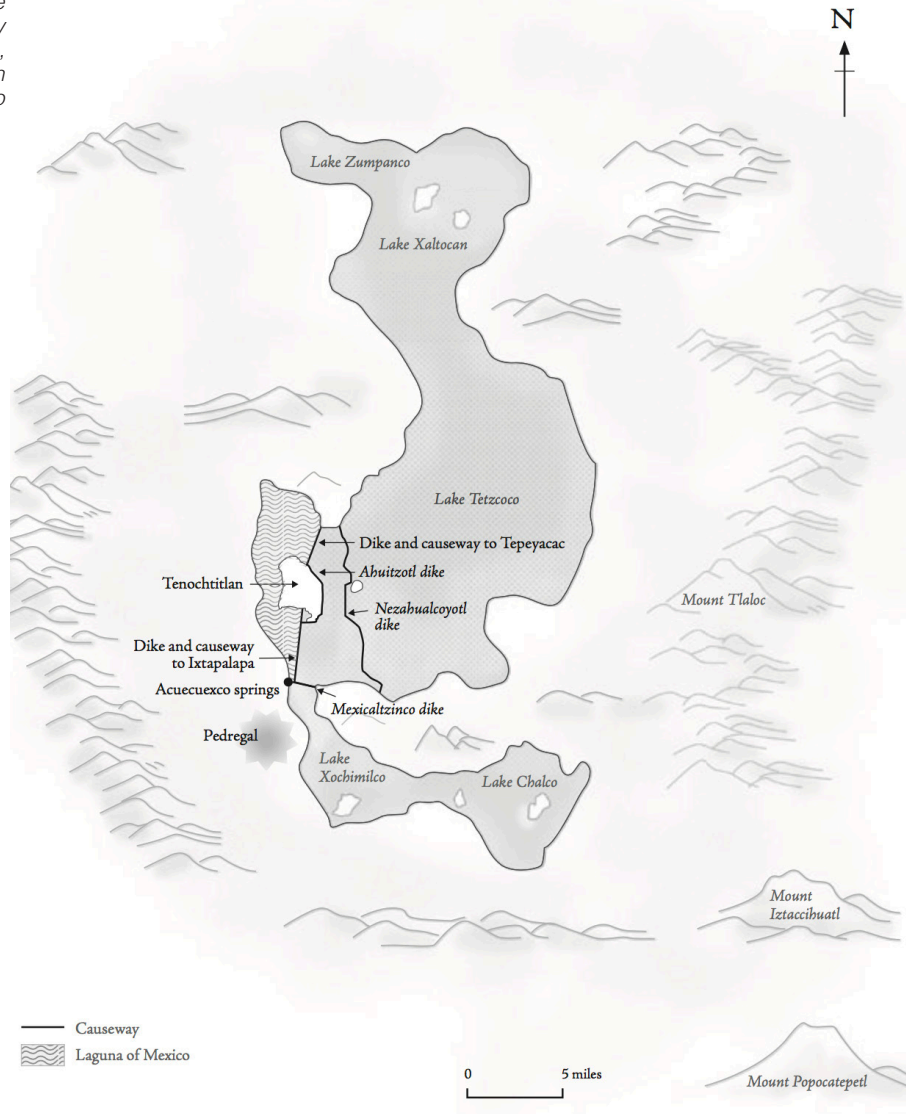 N
Lake Zumpanco
Lake Xaltocan
Lake Tetzcoco
Dike and causeway to Tepeyacac
Ahuitzotl dike
Tenochtitlan
Nezahualcoyotl
dike
Mount Tlaloc
Dike and causeway
to Ixtapalapa
Acuecuexco springs
Mexicaltzinco dike
Pedregal
Lake
Xochimilco
Lake Chalco
Mount
Iztaccihuatl
Causeway
Laguna of Mexico
0 5 miles
Mount Popocatepetl